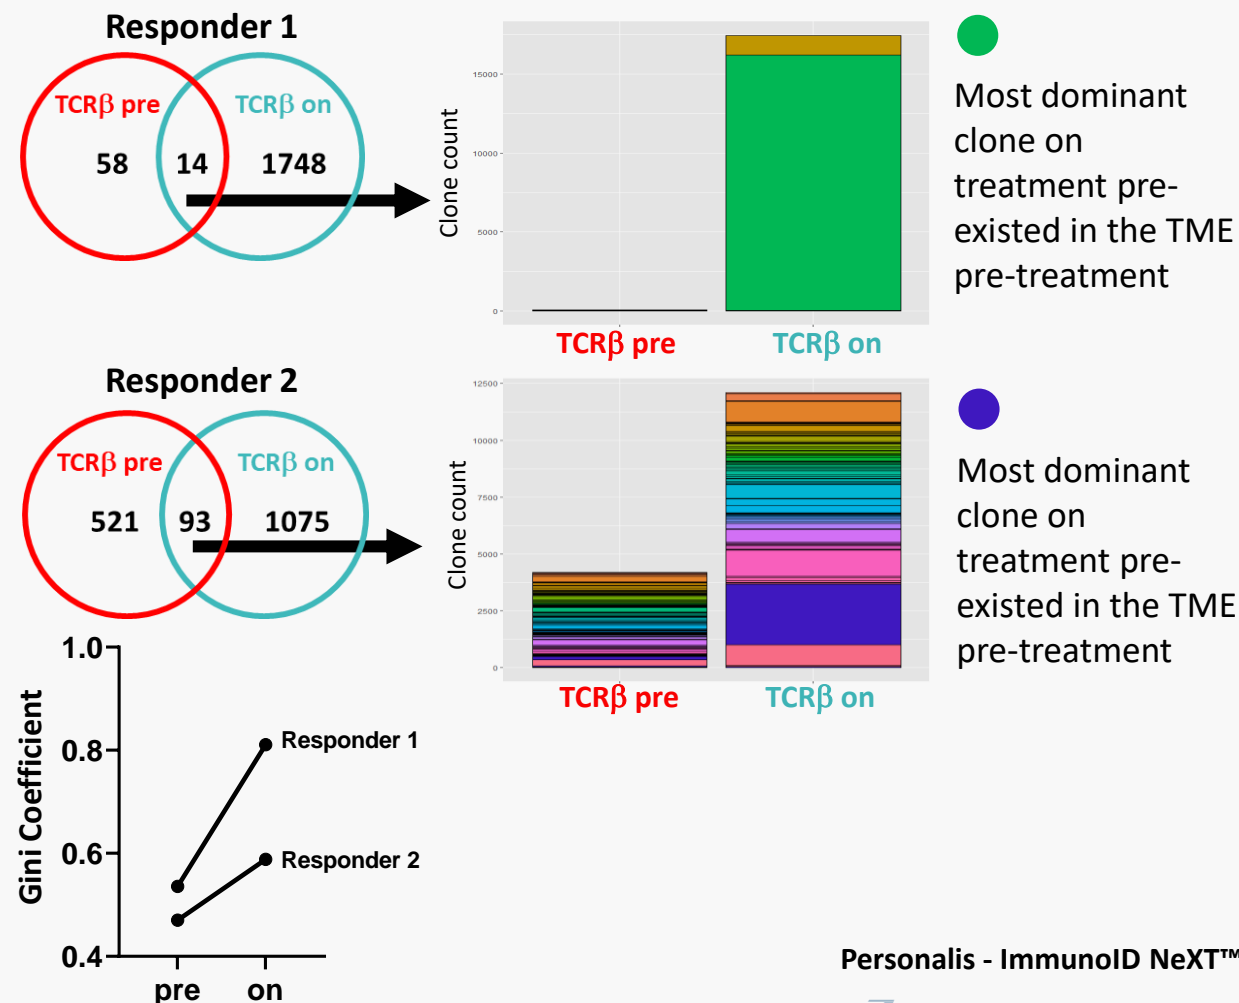 Responder 1
TCRβ pre
TCRβ on
58
14
1748
Clone count
15000
10000
5000
0
TCRβ pre
TCRβ on
Most dominant
clone on
treatment pre-
existed in the TME
pre-treatment
Responder 2
TCRβ pre
TCRβ on
521
93
1075
Clone count
12500
10000
7500
5000
2500
0
TCRβ pre
TCRβ on
Most dominant
clone on
treatment pre-
existed in the TME
pre-treatment
Gini Coefficient
1.0
0.8
0.6
0.4
Responder 1
Responder 2
pre
on
Personalis - ImmunoID NeXT™